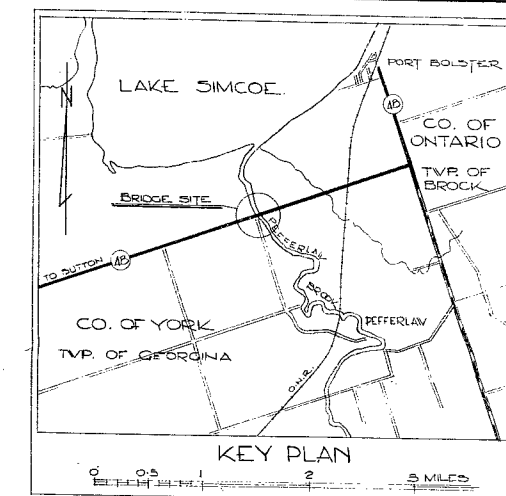 PORT BOLSTER
LAKE SIMCOE
N
48
CO. OF
ONTARIO
TWP. OF
BROCK
BRIDGE SITE
PEFFERLAW
BROOK
TO SUTTON
48
PEFFERLAW
CO. OF YORK
TWP. OF GEORGINA
C.N.R.
KEY PLAN
0 0.5 1 2 3 MILES